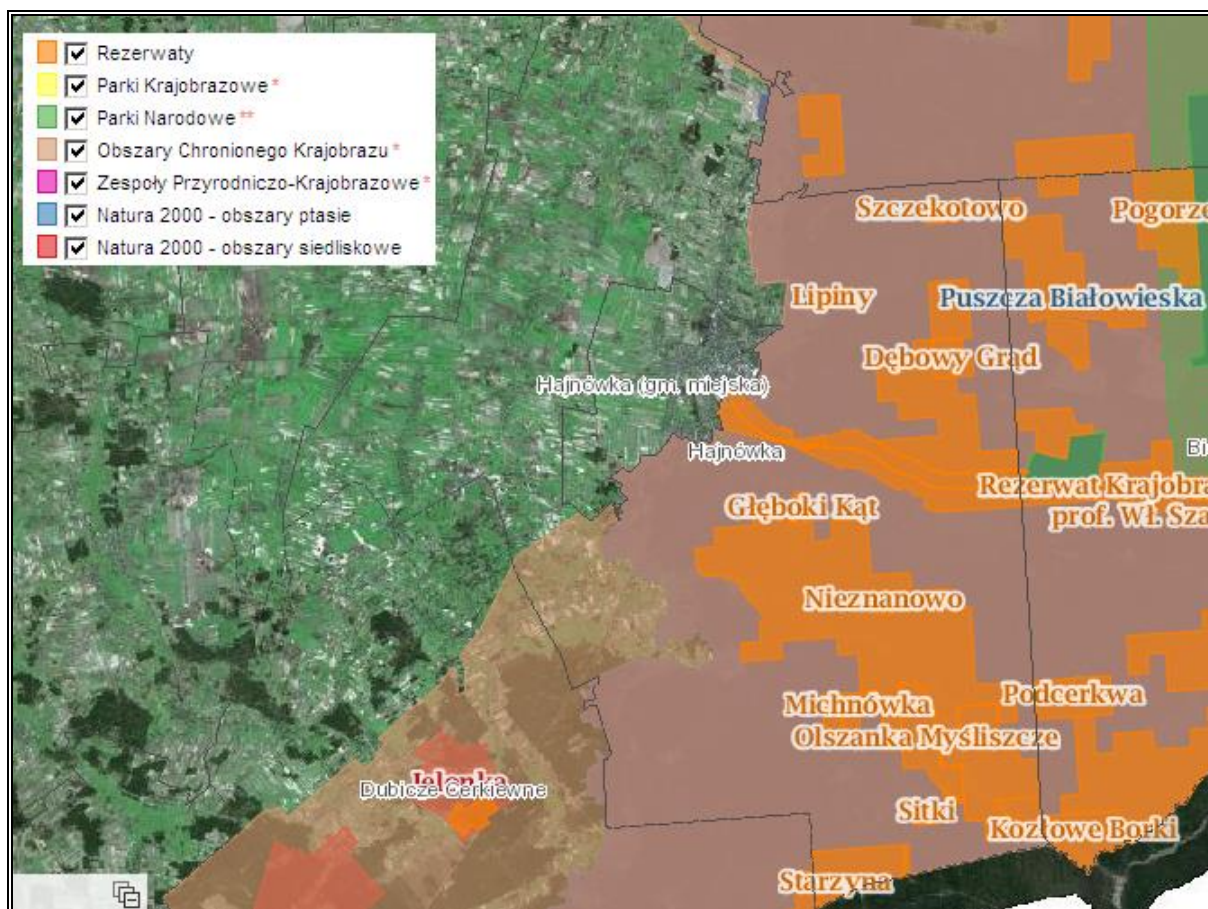 Rezerwaty
Parki Krajobrazowe *
Parki Narodowe **
Obszary Chronionego Krajobrazu *
Zespoły Przyrodniczo-Krajobrazowe *
Natura 2000 - obszary ptasie
Natura 2000 - obszary siedliskowe
Szczekotowo
Pogorze
Lipiny
Puszcza Białowieska
Dębowy Grąd
Hajnówka (gm. miejska)
Hajnówka
Bi
Rezerwat Krajobra
prof. Wł. Sza
Głęboki Kąt
Nieznanowo
Podcerkwa
Michnówka
Olszanka Myśliszcze
Jelonka
Dubicze Cerkiewne
Sitki
Kozłowe Borki
Starzyna